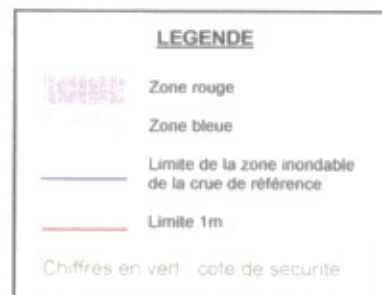 LEGENDE
Zone rouge
Zone bleue
Limite de la zone inondable
de la crue de référence
Limite 1m
Chiffres en vert cote de securite